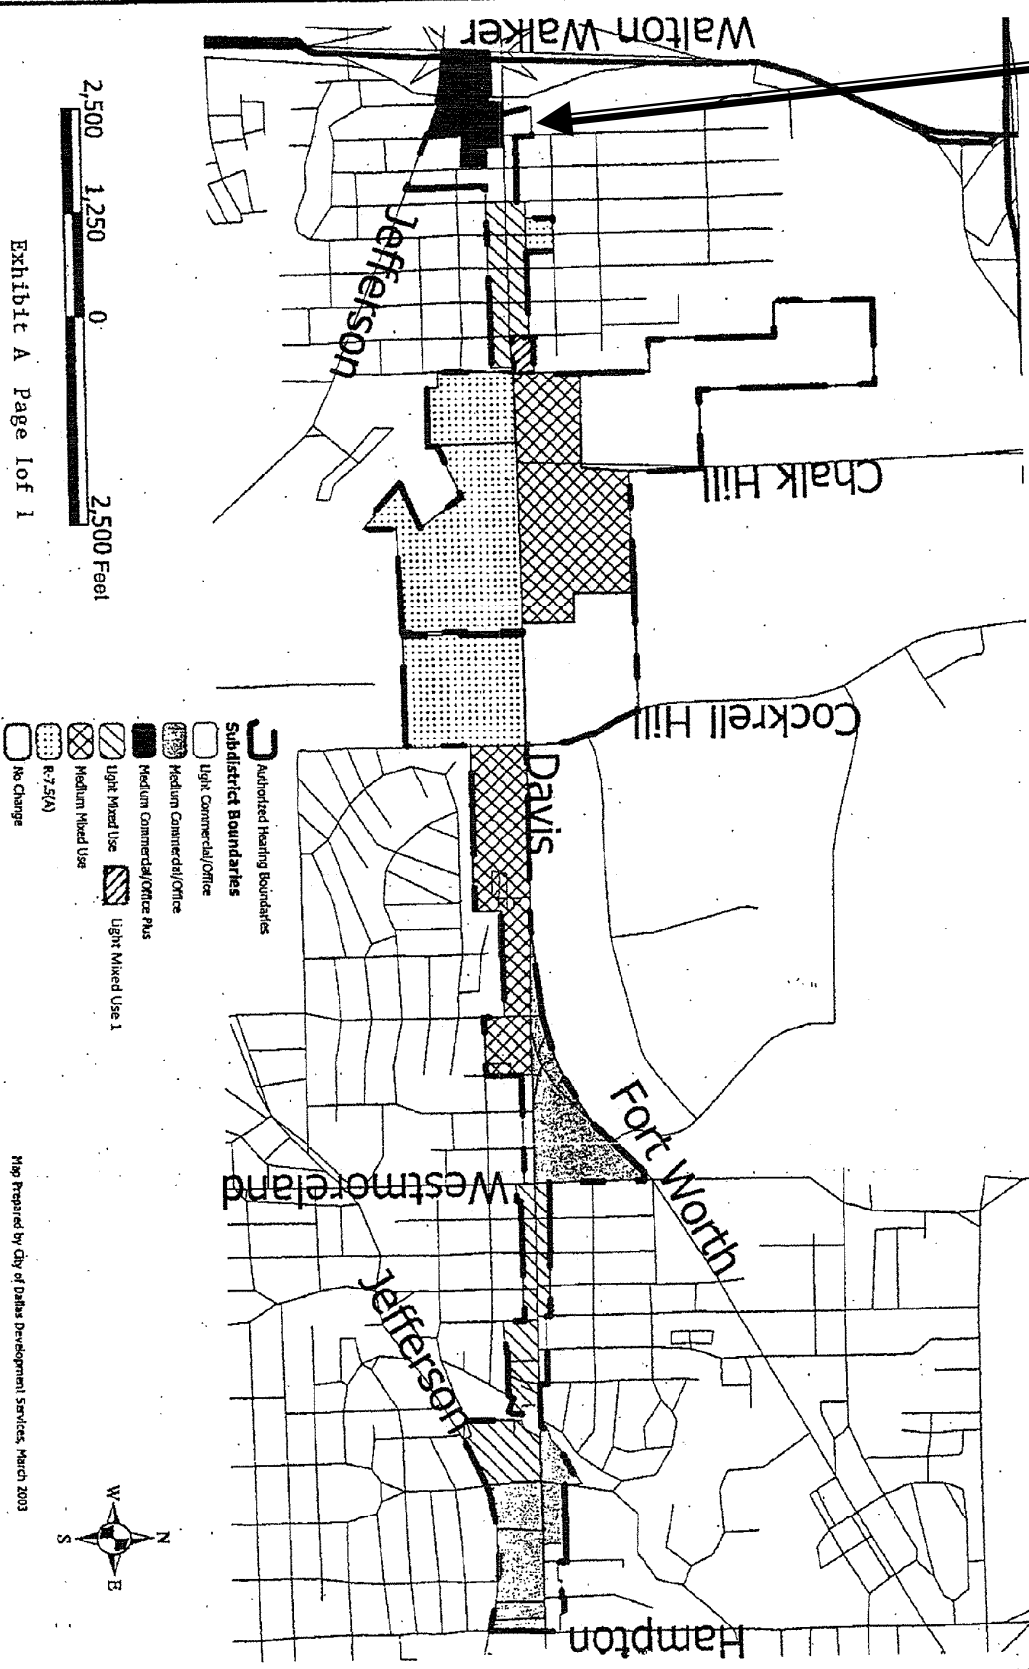 Walton Walker
Jefferson
Chalk Hill
Cockrell Hill
Davis
Fort Worth
Westmoreland
Jefferson
Hampton
2,500 1,250 0 2,500 Feet
Exhibit A Page 1of 1
Authorized Hearing Boundaries
Subdistrict Boundaries
Light Commercial/Office
Medium Commercial/Office
Medium Commercial/Office Plus
Light Mixed Use
Light Mixed Use 1
Medium Mixed Use
R-7.5(A)
No Change
Map Prepared by City of Dallas Development Services, March 2003
N
W
E
S